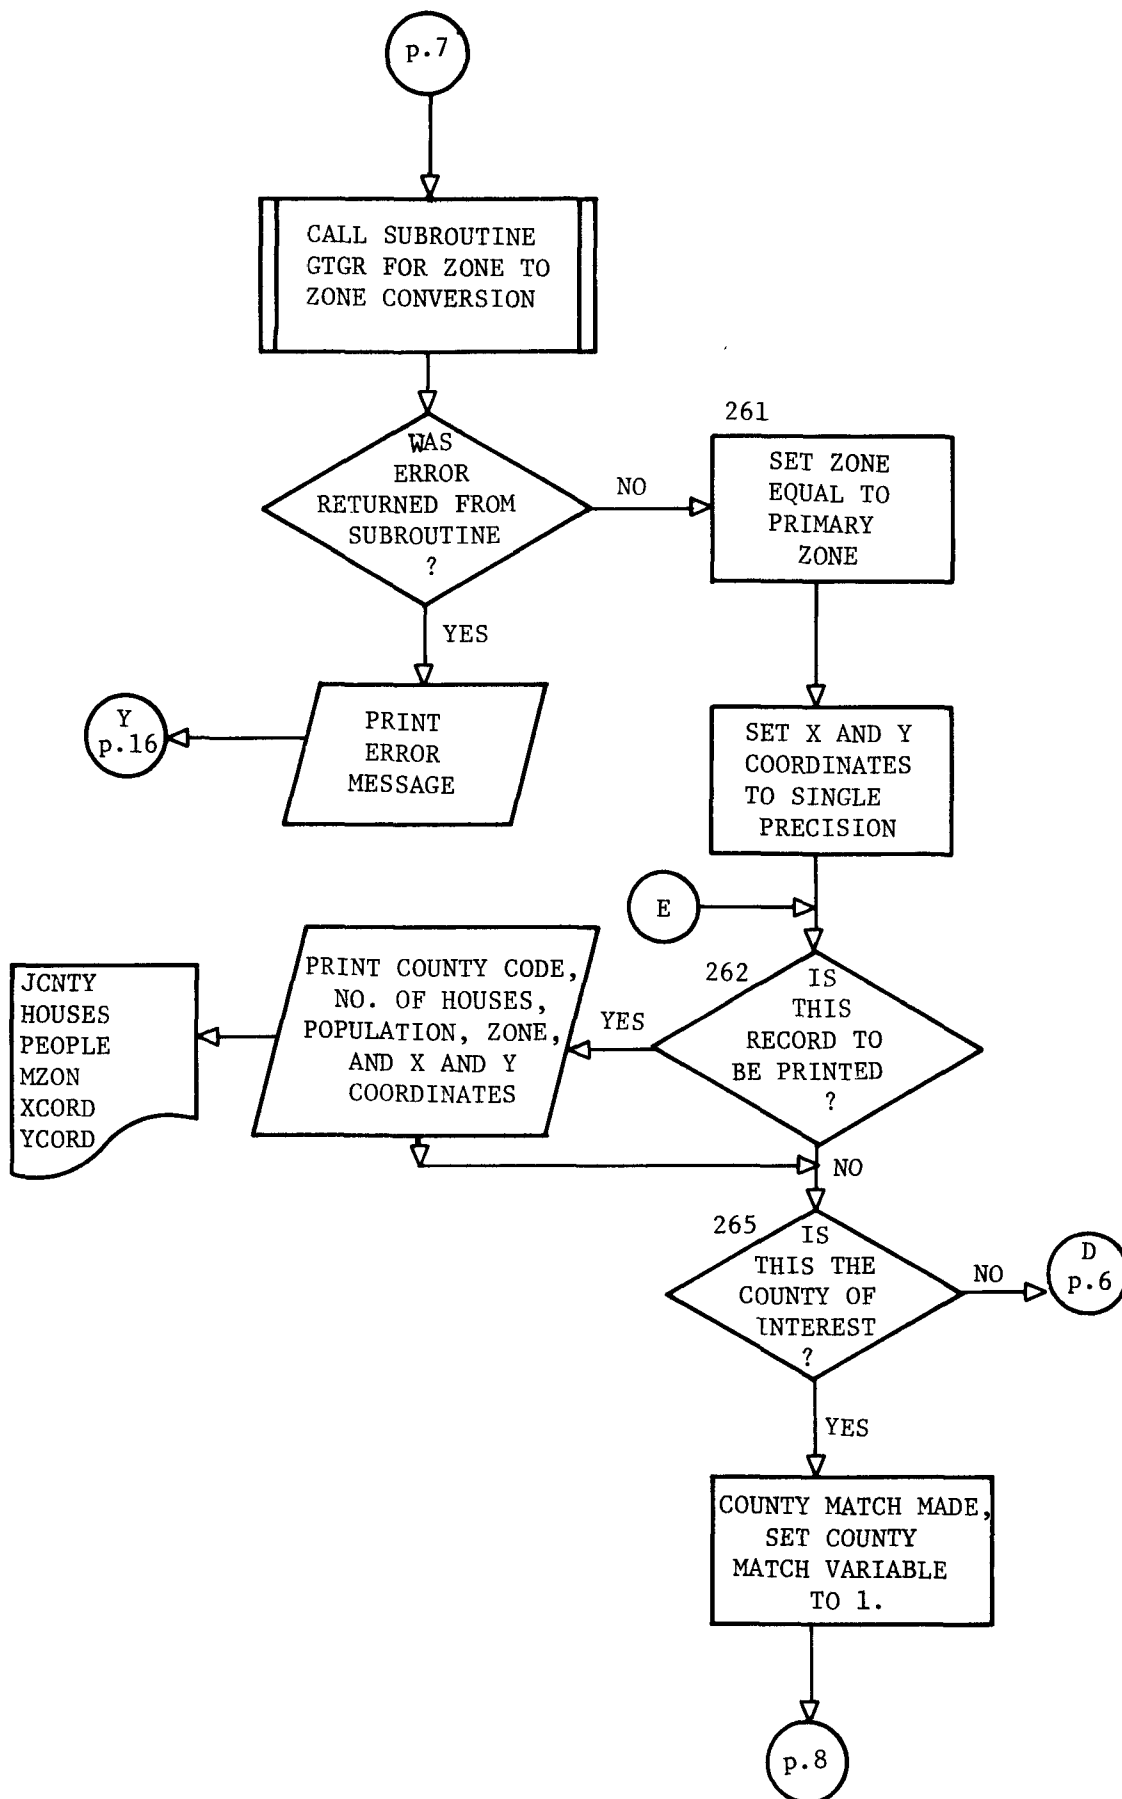 p.7
CALL SUBROUTINE
GTGR FOR ZONE TO
ZONE CONVERSION
WAS
ERROR
RETURNED FROM
SUBROUTINE
?
NO
261
SET ZONE
EQUAL TO
PRIMARY
ZONE
YES
Y
p.16
PRINT
ERROR
MESSAGE
SET X AND Y
COORDINATES
TO SINGLE
PRECISION
E
JCNTY
HOUSES
PEOPLE
MZON
XCORD
YCORD
PRINT COUNTY CODE,
NO. OF HOUSES,
POPULATION, ZONE,
AND X AND Y
COORDINATES
YES
262
IS
THIS
RECORD TO
BE PRINTED
?
NO
265
IS
THIS THE
COUNTY OF
INTEREST
?
NO
D
p.6
YES
COUNTY MATCH MADE,
SET COUNTY
MATCH VARIABLE
TO 1.
p.8